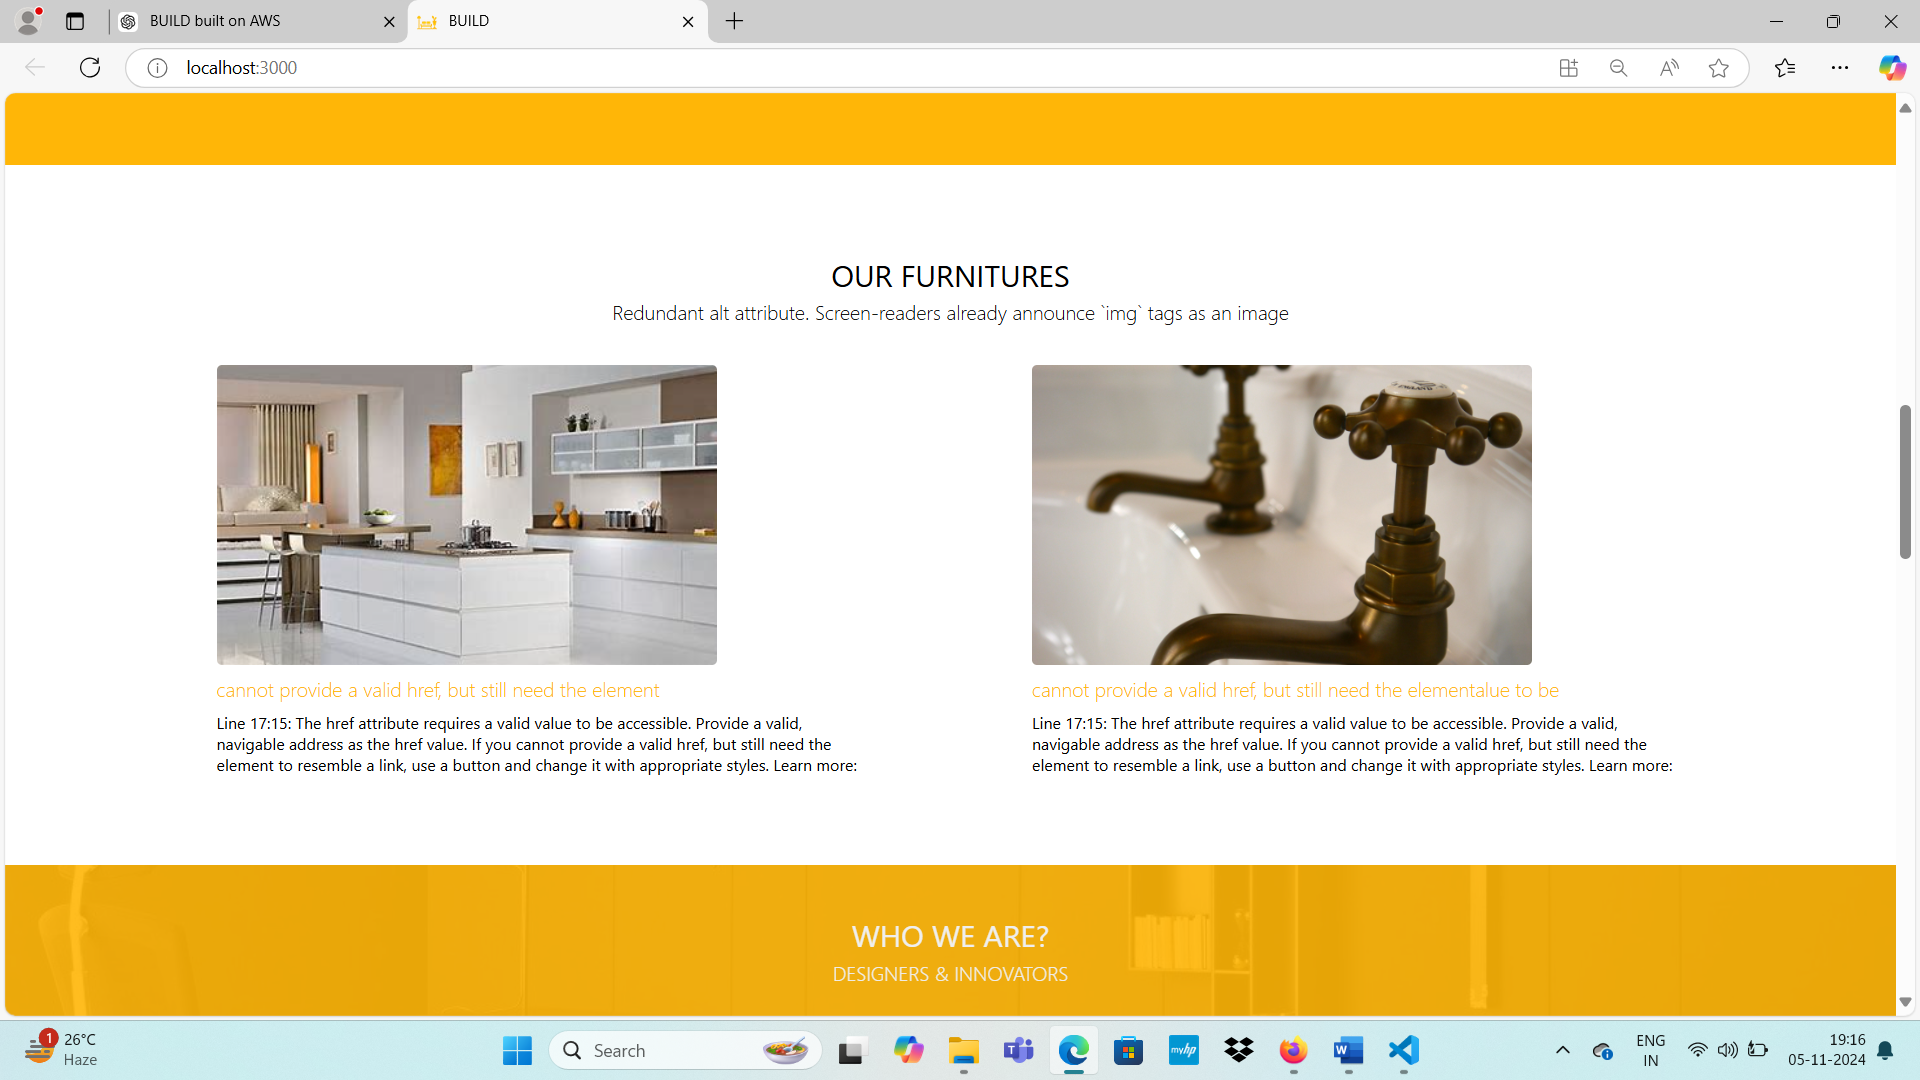 BUILD built on AWS
BUILD
localhost:3000
OUR FURNITURES
Redundant alt attribute. Screen-readers already announce `img` tags as an image
cannot provide a valid href, but still need the element
Line 17:15: The href attribute requires a valid value to be accessible. Provide a valid,
navigable address as the href value. If you cannot provide a valid href, but still need the
element to resemble a link, use a button and change it with appropriate styles. Learn more:
cannot provide a valid href, but still need the elementalue to be
Line 17:15: The href attribute requires a valid value to be accessible. Provide a valid,
navigable address as the href value. If you cannot provide a valid href, but still need the
element to resemble a link, use a button and change it with appropriate styles. Learn more:
WHO WE ARE?
DESIGNERS & INNOVATORS
1
26°C
Haze
Search
myhp
ENG
IN
19:16
05-11-2024